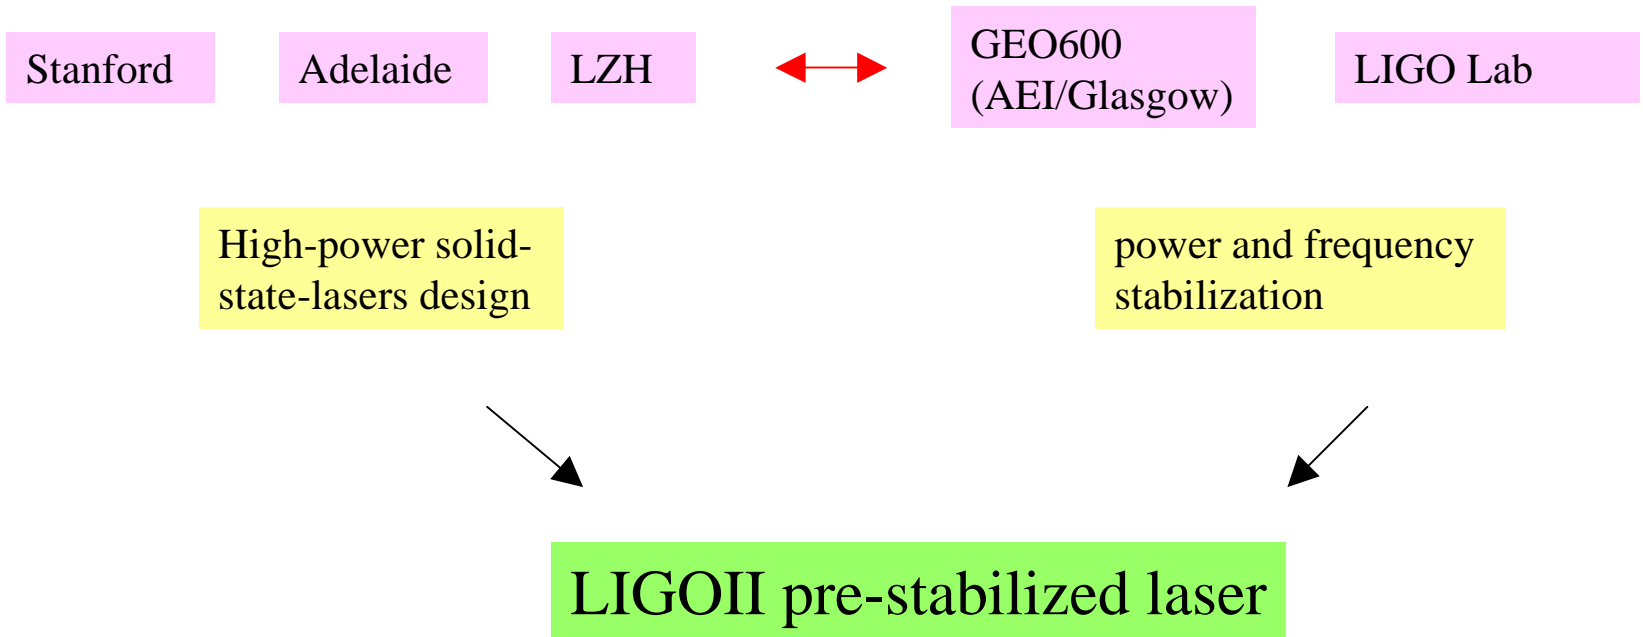 Stanford
Adelaide
LZH
GEO600
(AEI/Glasgow)
LIGO Lab
High-power solid-
state-lasers design
power and frequency
stabilization
LIGOII pre-stabilized laser